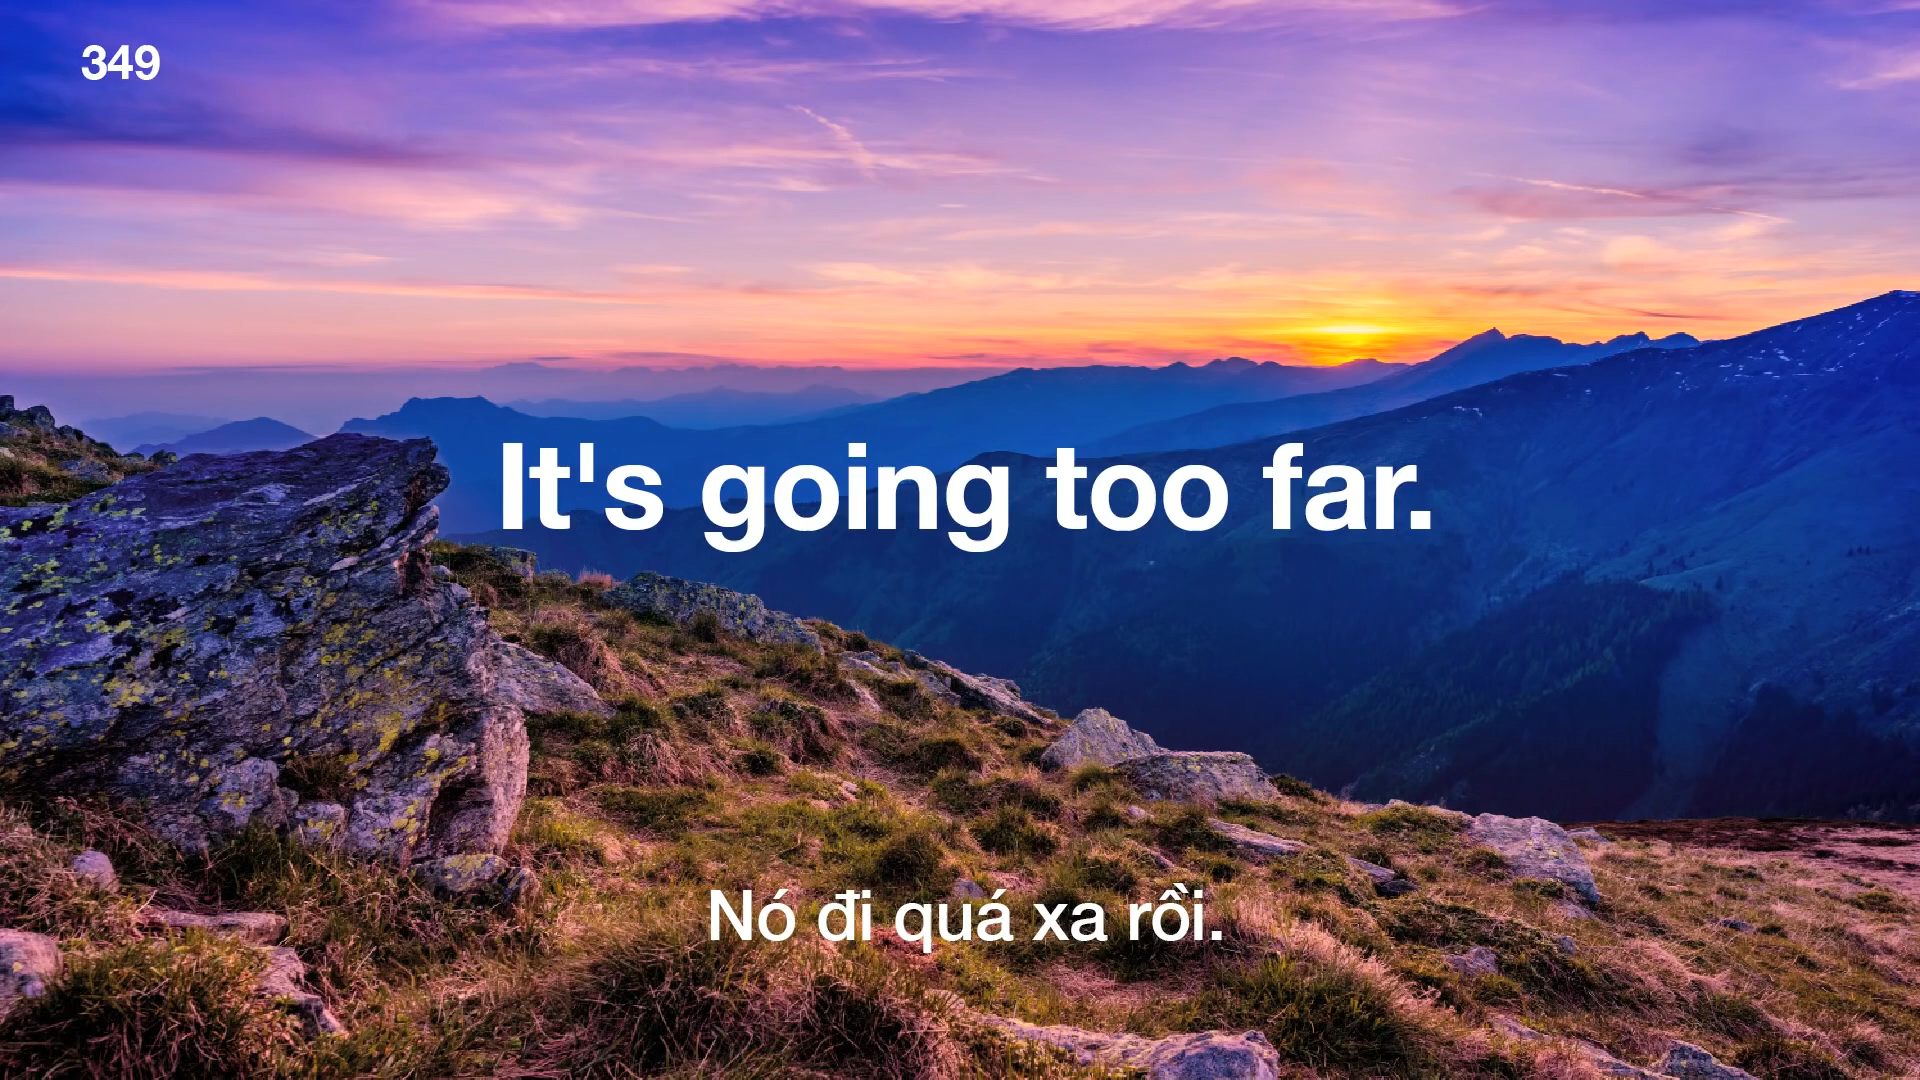 349
It's going too far.
Nó đi quá xa rồi.